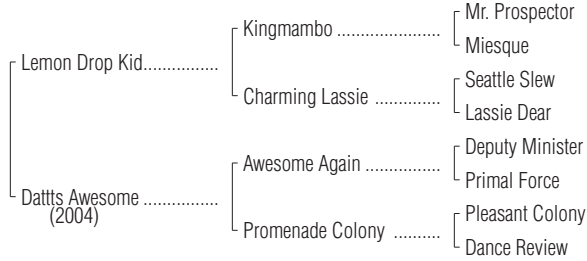 Mr. Prospector
Kingmambo .....................
Miesque
Lemon Drop Kid...............
Seattle Slew
Charming Lassie .............
Lassie Dear
Deputy Minister
Awesome Again ...............
Primal Force
Dattts Awesome ...............
(2004)
Pleasant Colony
Promenade Colony ..........
Dance Review